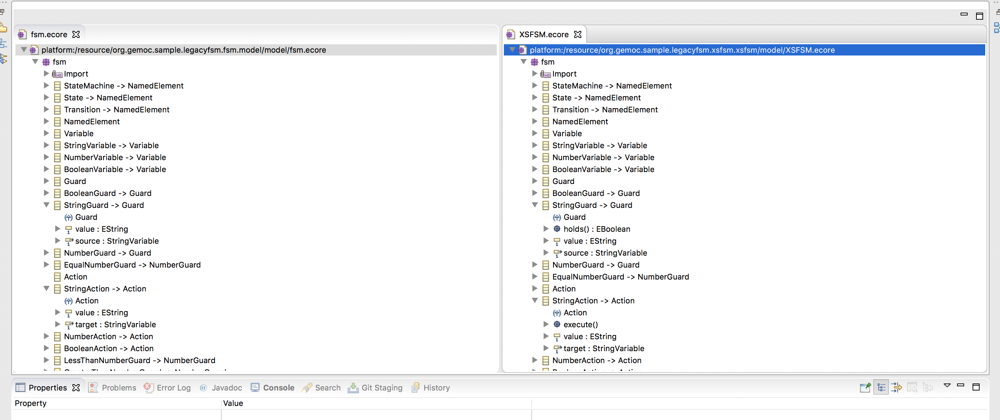 fsm.ecore
platform:/resource/org.gemoc.sample.legacyfsm.fsm.model/model/fsm.ecore
fsm
Import
StateMachine -> NamedElement
State -> NamedElement
Transition -> NamedElement
NamedElement
Variable
StringVariable -> Variable
NumberVariable -> Variable
BooleanVariable -> Variable
Guard
BooleanGuard -> Guard
StringGuard -> Guard
Guard
value : EString
source : StringVariable
NumberGuard -> Guard
EqualNumberGuard -> NumberGuard
Action
StringAction -> Action
Action
value : EString
target : StringVariable
NumberAction -> Action
BooleanAction -> Action
LessThanNumberGuard -> NumberGuard
XSFSM.ecore
platform:/resource/org.gemoc.sample.legacyfsm.xsfsm.xsfsm/model/XSFSM.ecore
fsm
Import
StateMachine -> NamedElement
State -> NamedElement
Transition -> NamedElement
NamedElement
Variable
StringVariable -> Variable
NumberVariable -> Variable
BooleanVariable -> Variable
Guard
BooleanGuard -> Guard
StringGuard -> Guard
Guard
holds() : EBoolean
value : EString
source : StringVariable
NumberGuard -> Guard
EqualNumberGuard -> NumberGuard
Action
StringAction -> Action
Action
execute()
value : EString
target : StringVariable
NumberAction -> Action
Properties Problems Error Log @ Javadoc Console Search Git Staging History
Property Value